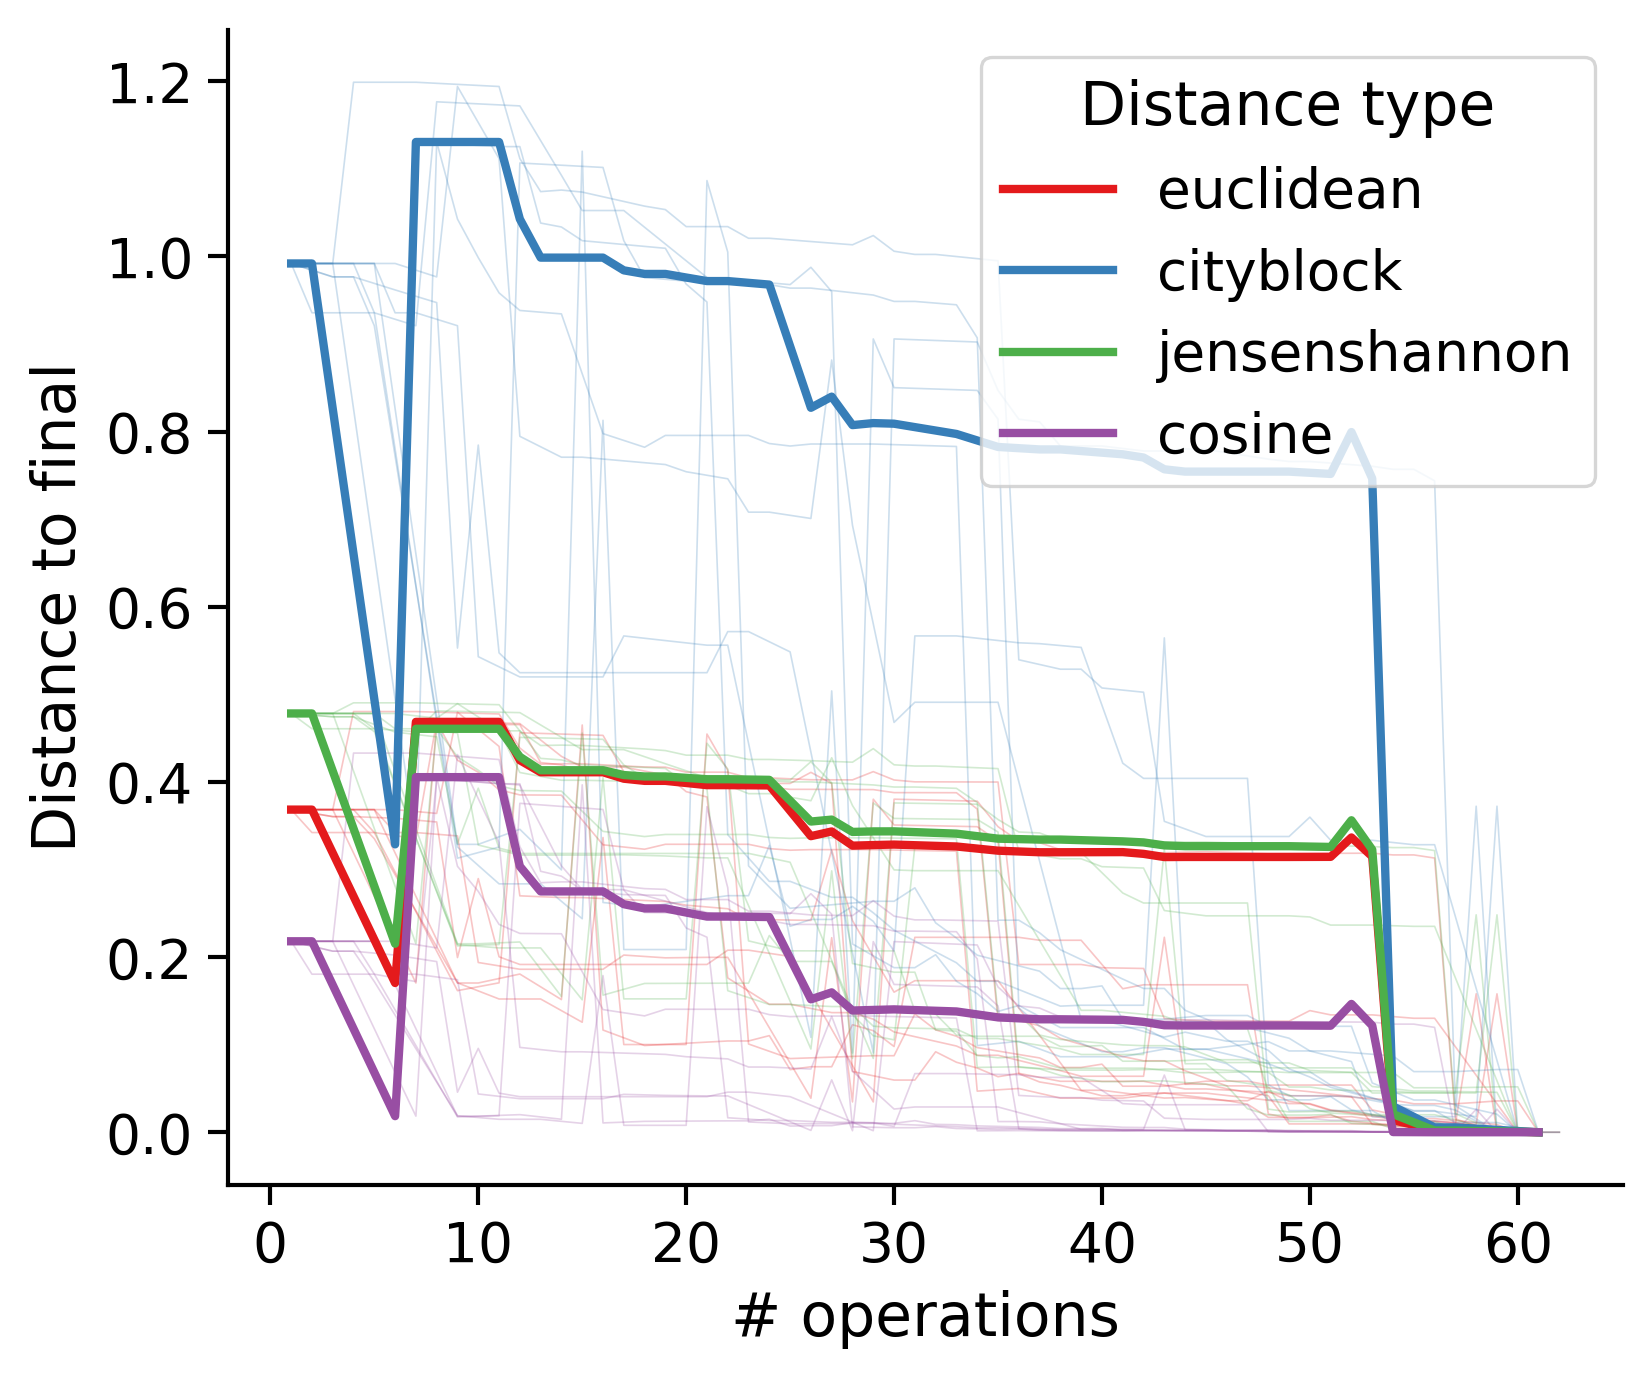 Distance type
euclidean
cityblock
jensenshannon
cosine
Distance to final
1.2
1.0
0.8
0.6
0.4
0.2
0.0
0 10 20 30 40 50 60
# operations